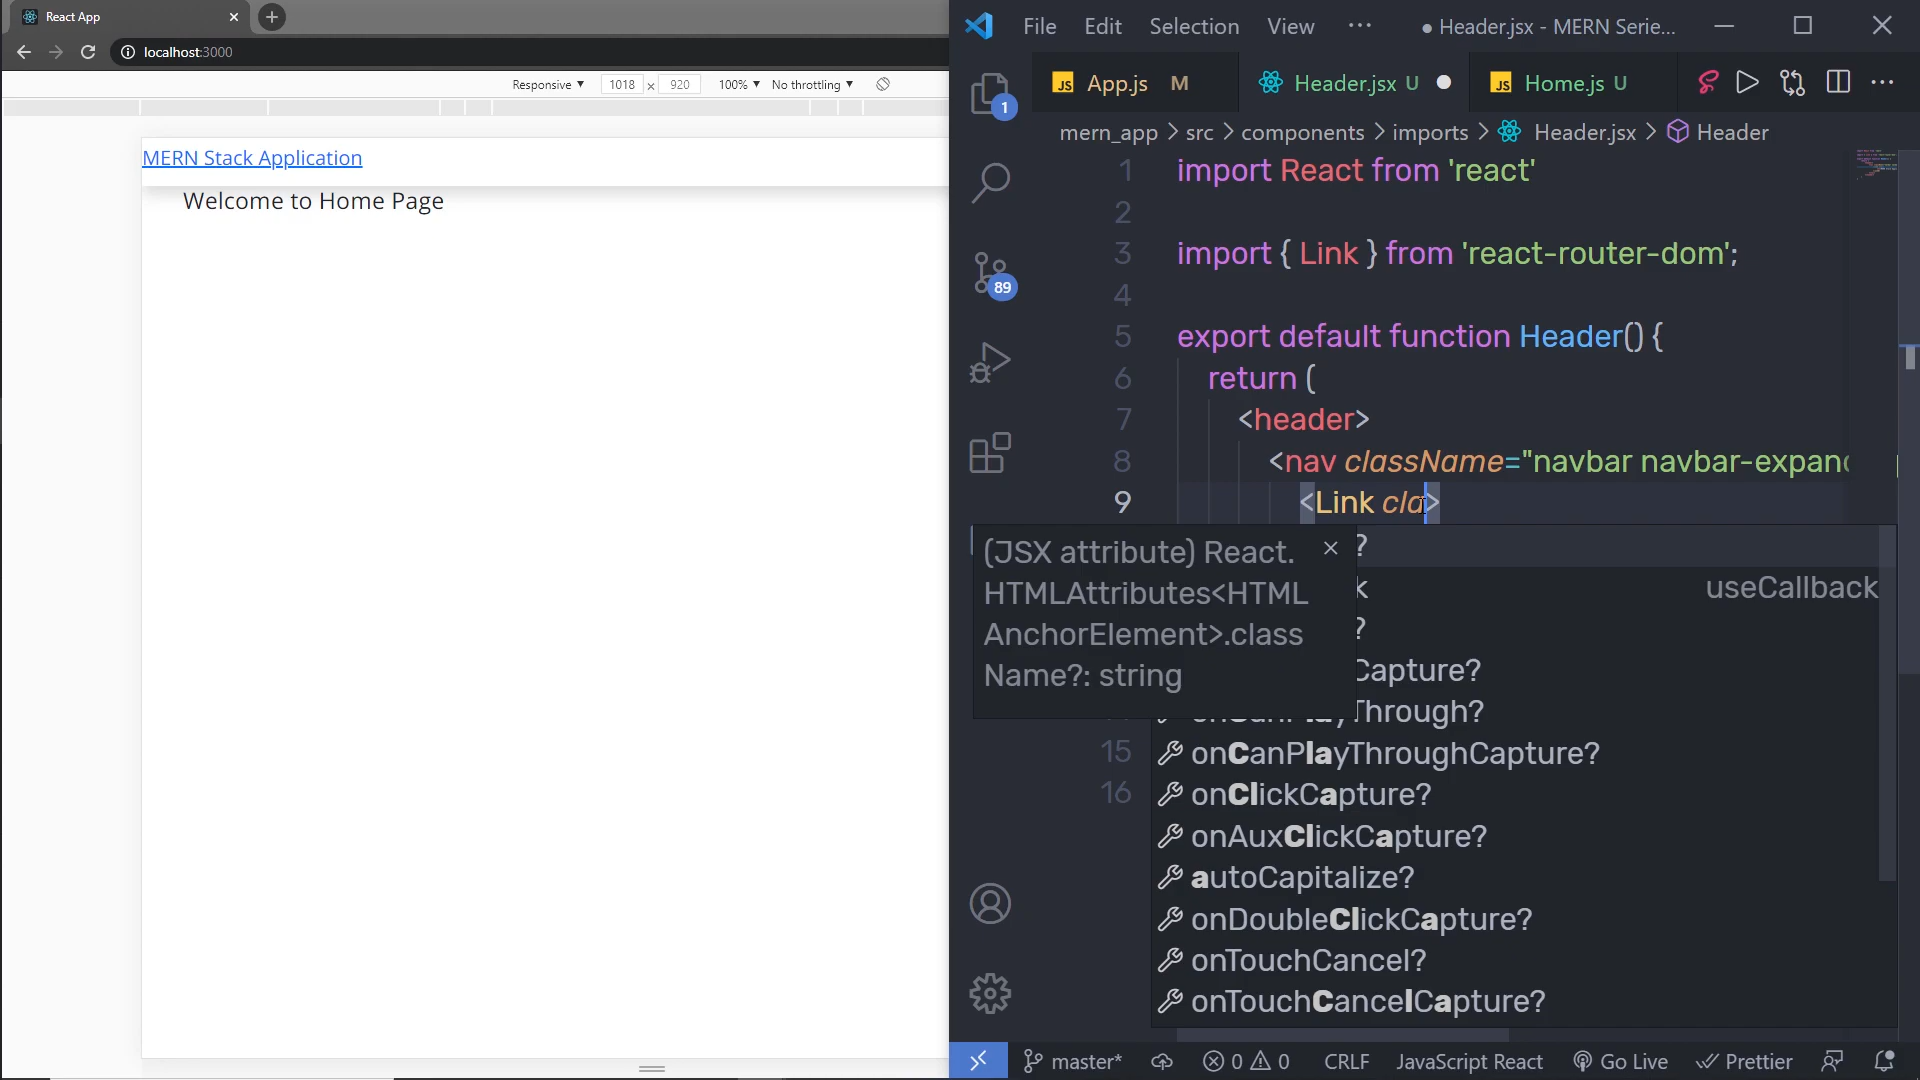 React App
localhost:3000
Responsive
1018 x 920
100%
No throttling
MERN Stack Application
Welcome to Home Page
File Edit Selection View ···
● Header.jsx - MERN Serie...
JS App.js M
Header.jsx U
JS Home.js U
mern_app > src > components > imports > Header.jsx > Header
1
89
1 import React from 'react'
2
3 import { Link } from 'react-router-dom';
4
5 export default function Header() {
6 return (
7 <header>
8 <nav className="navbar navbar-expand
9 <Link cla>
(JSX attribute) React.
HTMLAttributes<HTML
AnchorElement>.class
Name?: string
?
k useCallback
?
Capture?
Through?
15
16
onCanPlayThroughCapture?
onClickCapture?
onAuxClickCapture?
autoCapitalize?
onDoubleClickCapture?
onTouchCancel?
onTouchCancelCapture?
master* 0 0 CRLF JavaScript React Go Live Prettier